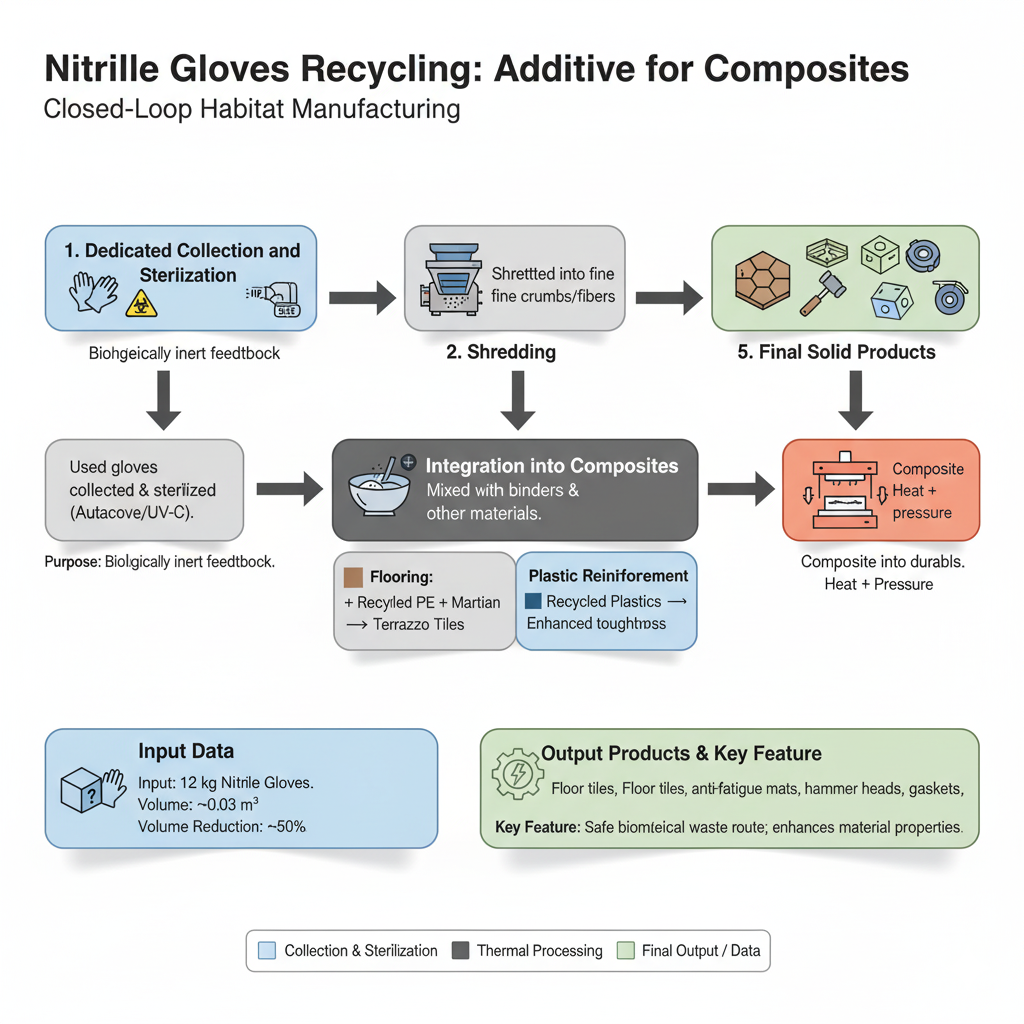 Nitrille Gloves Recycling: Additive for Composites
Closed-Loop Habitat Manufacturing
1. Dedicated Collection and
Sterlization
Shrettted into fine
fine crumbs/fibers
Biohgeically inert feedtbock
2. Shredding
5. Final Solid Products
Used gloves
collected & sterlized
(Autacove/UV-C).
Integration into Composites
Mixed with binders &
other materials.
Composite
Heat +
pressure
Purpose: Biolgically inert feedtbock.
Composite into durables.
Heat + Pressure
Flooring:
+ Recylled PE + Martian
→ Terrazzo Tiles
Plastic Reiniforement
Recycled Plastics →
Enhanced toughtpss
Input Data
?
Input: 12 kg Nitrile Gloves.
Volume: ~0.03 m³
Volume Reduction: ~50%
Output Products & Key Feature
Floor tiles, Floor tiles, anti-fatigue mats, hammer heads, gaskets,
Key Feature: Safe biomteical waste route; enhances material properties.
Collection & Sterilization
Thermal Processing
Final Output / Data